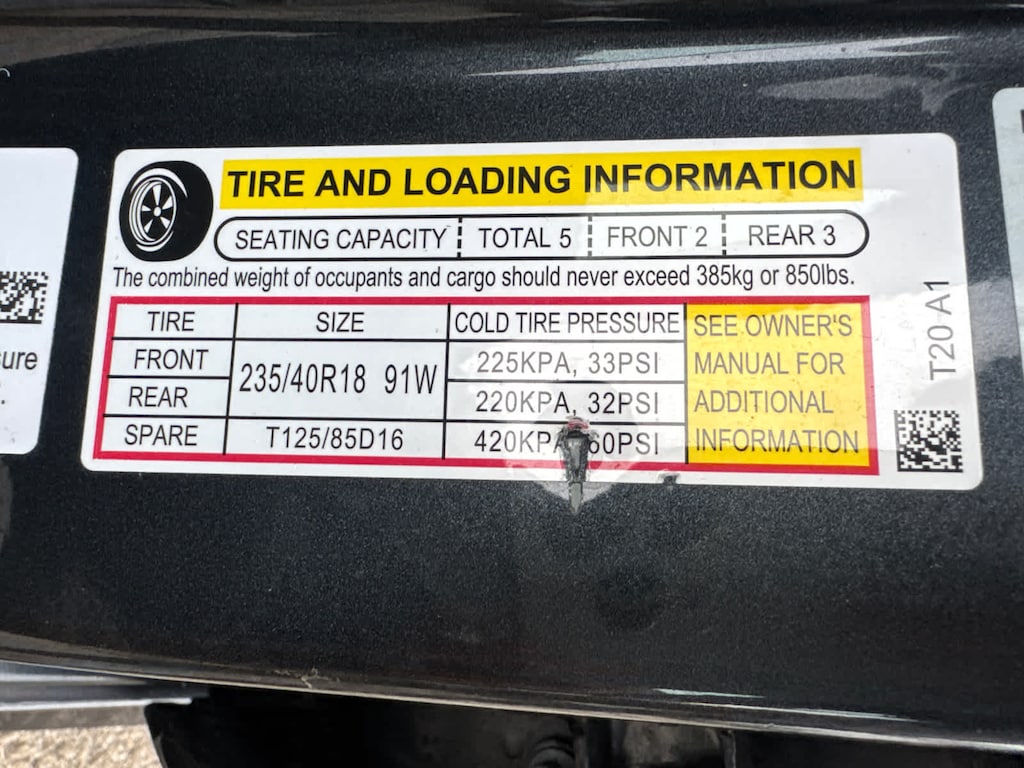 TIRE AND LOADING INFORMATION
SEATING CAPACITY TOTAL 5 FRONT 2 REAR 3
The combined weight of occupants and cargo should never exceed 385kg or 850lbs.
TIRE SIZE COLD TIRE PRESSURE
FRONT 235/40R18 91W 225KPA, 33PSI
REAR 220KPA, 32PSI
SPARE T125/85D16 420KPA 60PSI
SEE OWNER'S
MANUAL FOR
ADDITIONAL
INFORMATION
T20 A1